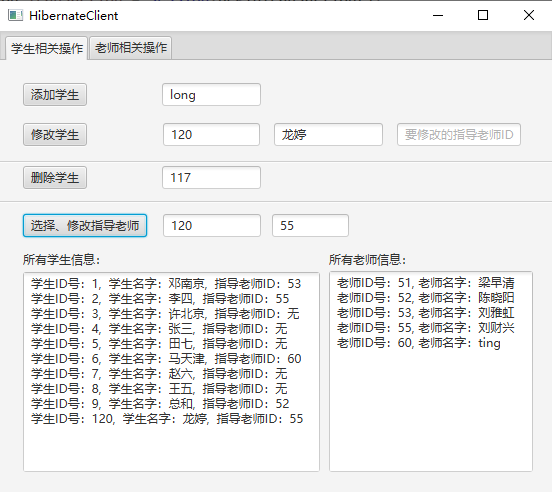 HibernateClient
学生相关操作 老师相关操作
添加学生 long
修改学生 120 龙婷 要修改的指导老师ID
删除学生 117
选择、修改指导老师 120 55
所有学生信息：
学生ID号：1, 学生名字：邓南京, 指导老师ID：53
学生ID号：2, 学生名字：李四, 指导老师ID：55
学生ID号：3, 学生名字：许北京, 指导老师ID：无
学生ID号：4, 学生名字：张三, 指导老师ID：无
学生ID号：5, 学生名字：田七, 指导老师ID：无
学生ID号：6, 学生名字：马天津, 指导老师ID：60
学生ID号：7, 学生名字：赵六, 指导老师ID：无
学生ID号：8, 学生名字：王五, 指导老师ID：无
学生ID号：9, 学生名字：总和, 指导老师ID：52
学生ID号：120, 学生名字：龙婷, 指导老师ID：55
所有老师信息：
老师ID号：51, 老师名字：梁早清
老师ID号：52, 老师名字：陈晓阳
老师ID号：53, 老师名字：刘雅虹
老师ID号：55, 老师名字：刘财兴
老师ID号：60, 老师名字：ting